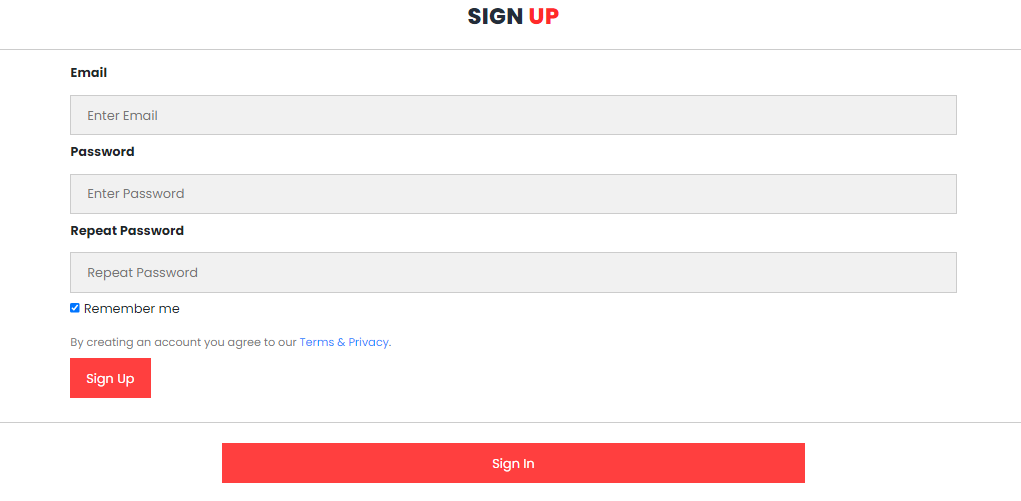 SIGN UP
Email
Enter Email
Password
Enter Password
Repeat Password
Repeat Password
Remember me
By creating an account you agree to our Terms & Privacy.
Sign Up
Sign In